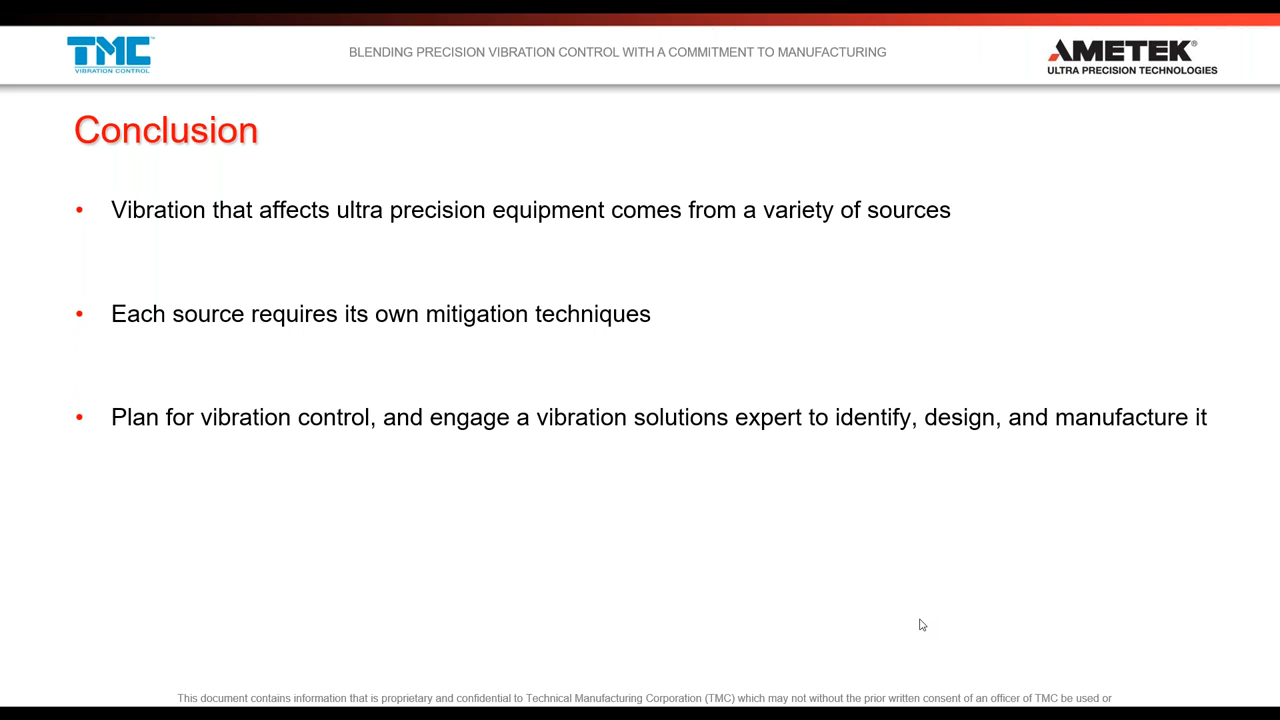 TMC
VIBRATION CONTROL
BLENDING PRECISION VIBRATION CONTROL WITH A COMMITMENT TO MANUFACTURING
AMETEK®
ULTRA PRECISION TECHNOLOGIES
Conclusion
• Vibration that affects ultra precision equipment comes from a variety of sources
• Each source requires its own mitigation techniques
• Plan for vibration control, and engage a vibration solutions expert to identify, design, and manufacture it
This document contains information that is proprietary and confidential to Technical Manufacturing Corporation (TMC) which may not without the prior written consent of an officer of TMC be used or